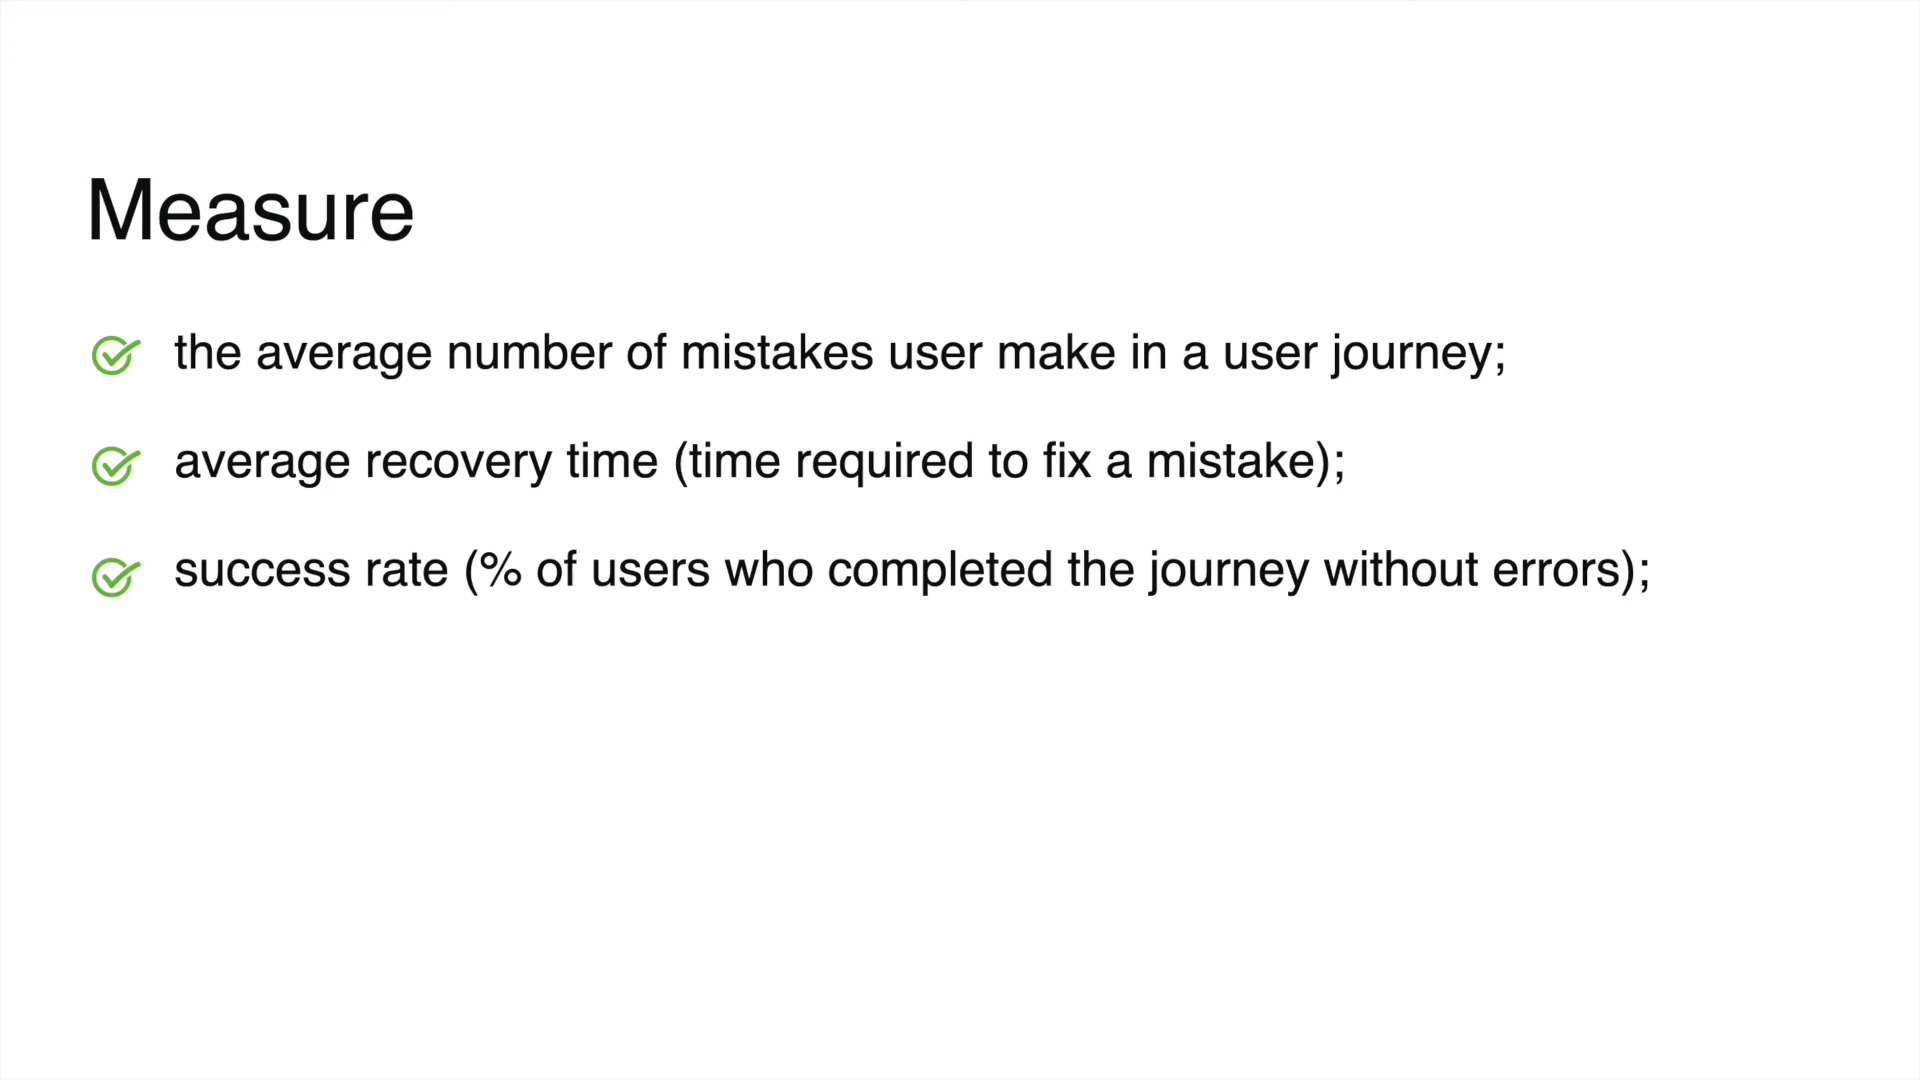 Measure
the average number of mistakes user make in a user journey;
average recovery time (time required to fix a mistake);
success rate (% of users who completed the journey without errors);